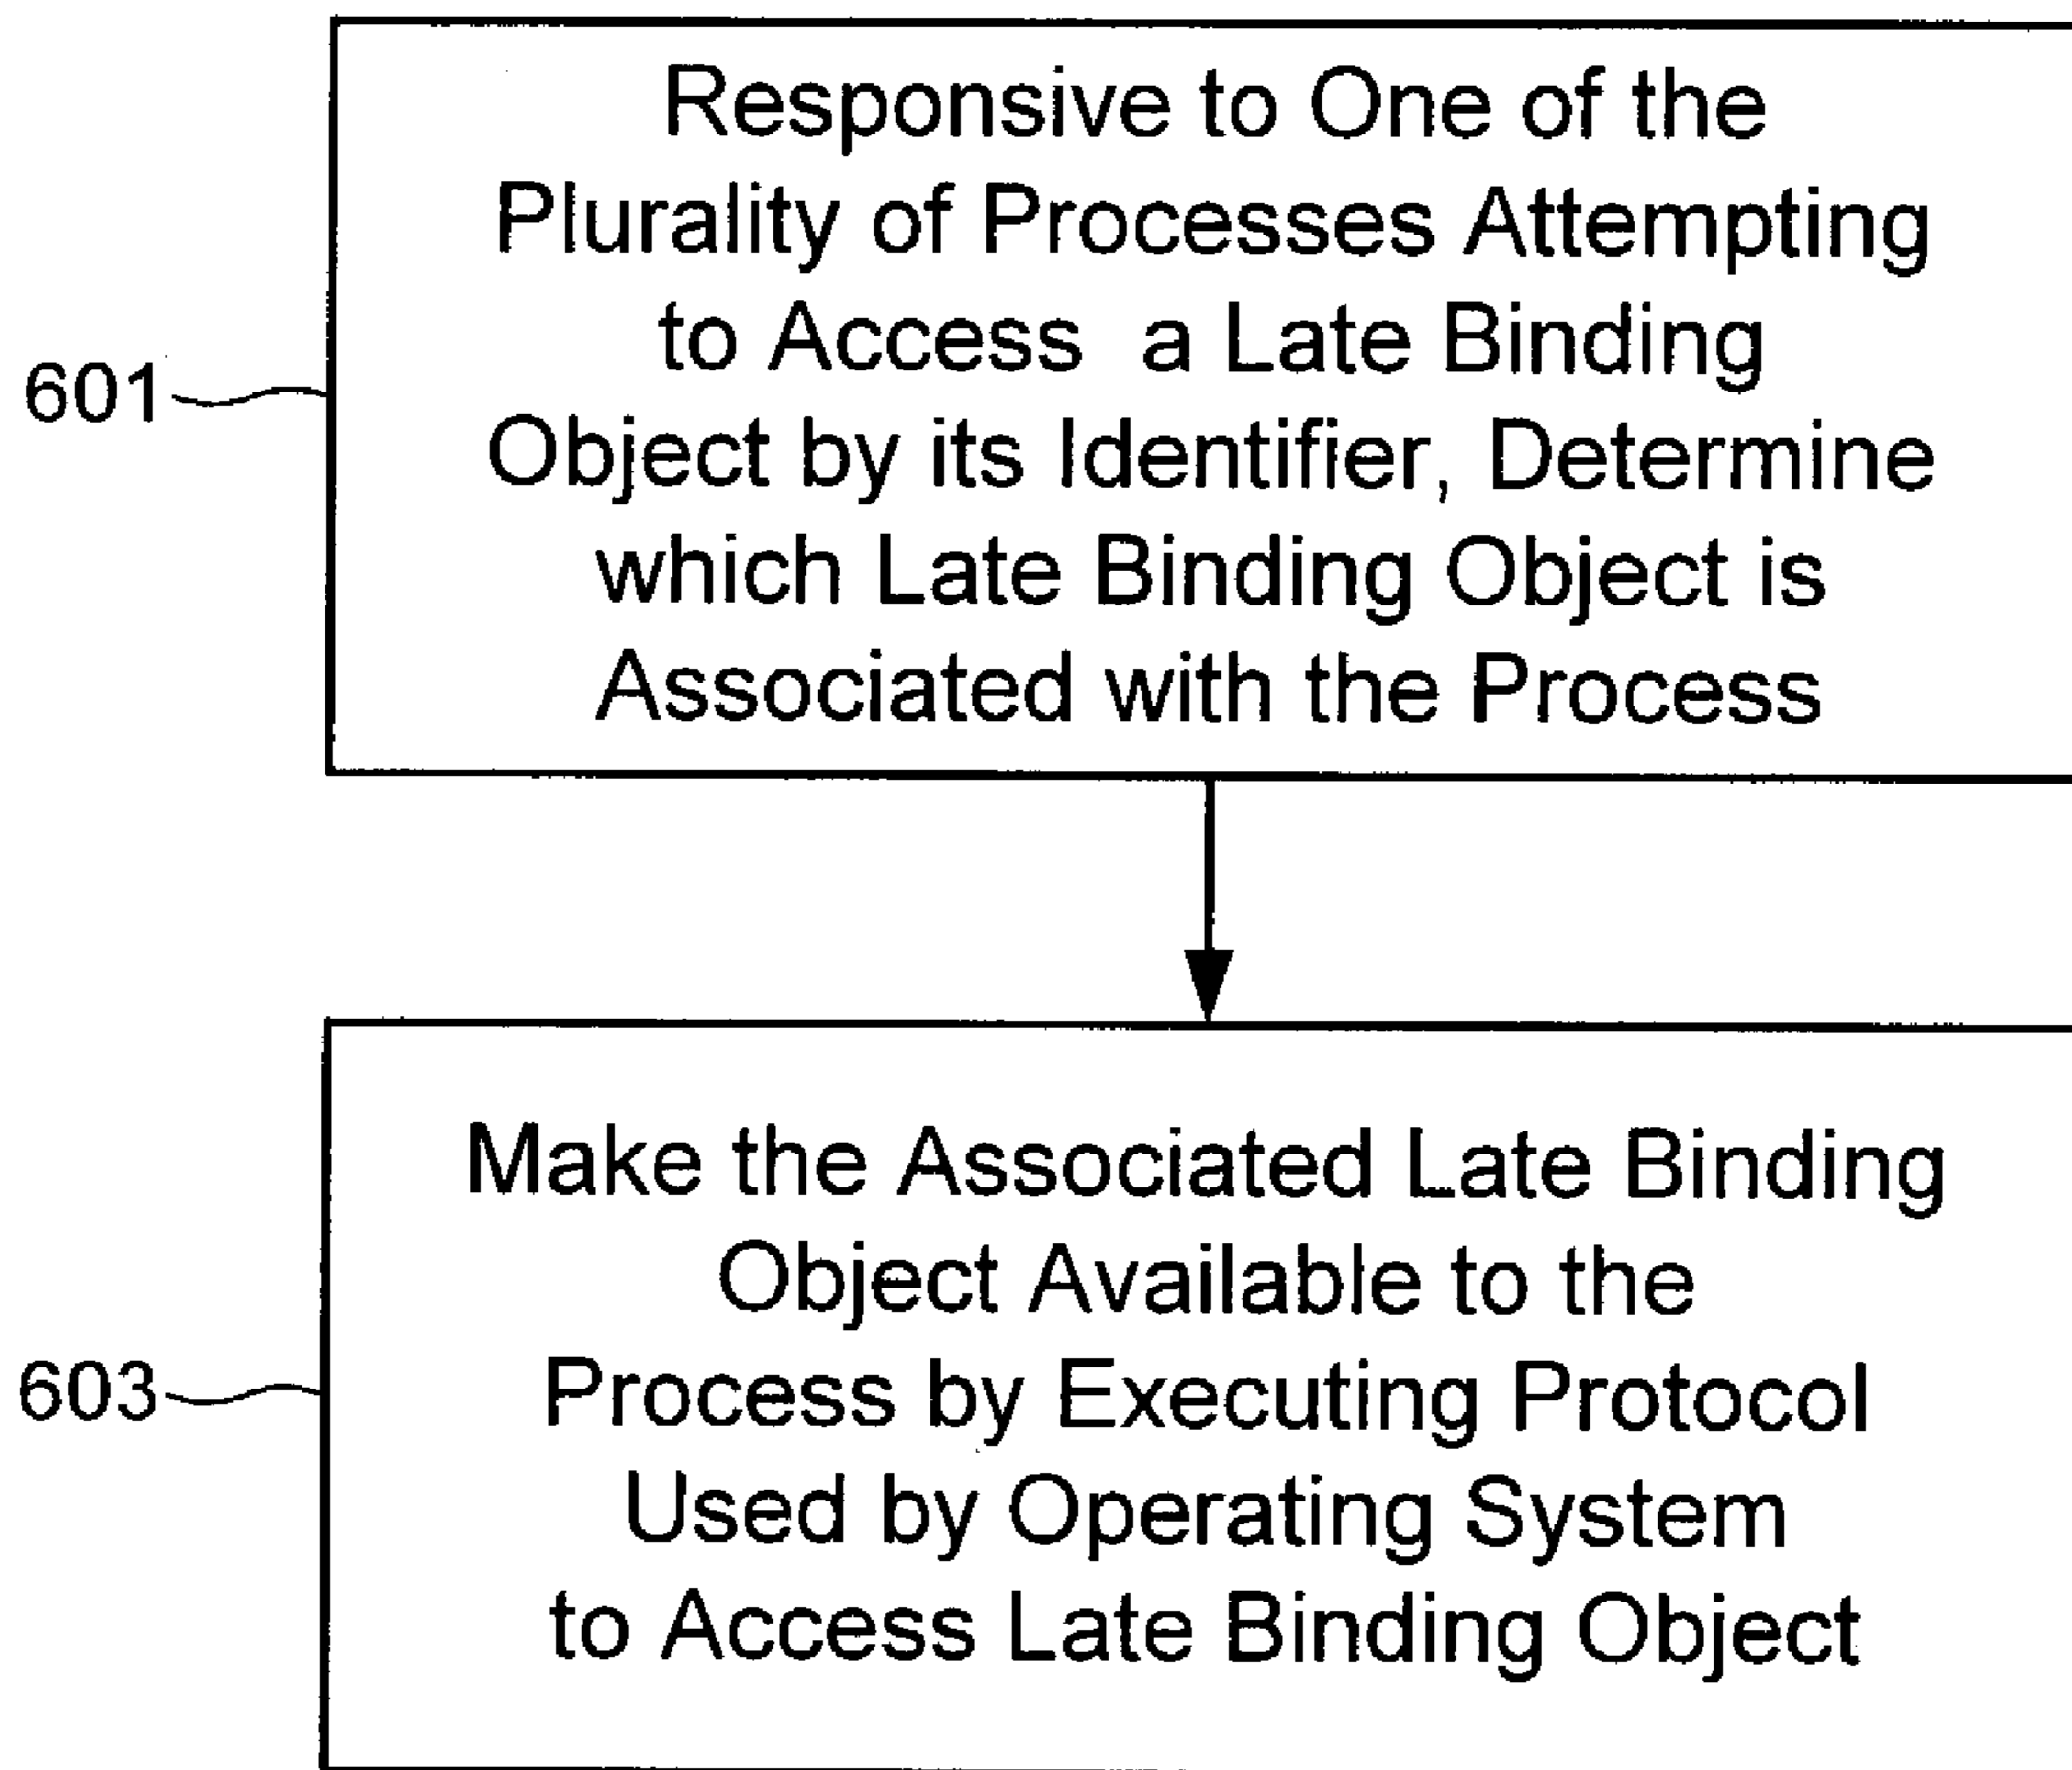 Responsive to One of the
Plurality of Processes Attempting
to Access a Late Binding
Object by its Identifier, Determine
which Late Binding Object is
Associated with the Process
601
Make the Associated Late Binding
Object Available to the
Process by Executing Protocol
Used by Operating System
to Access Late Binding Object
603